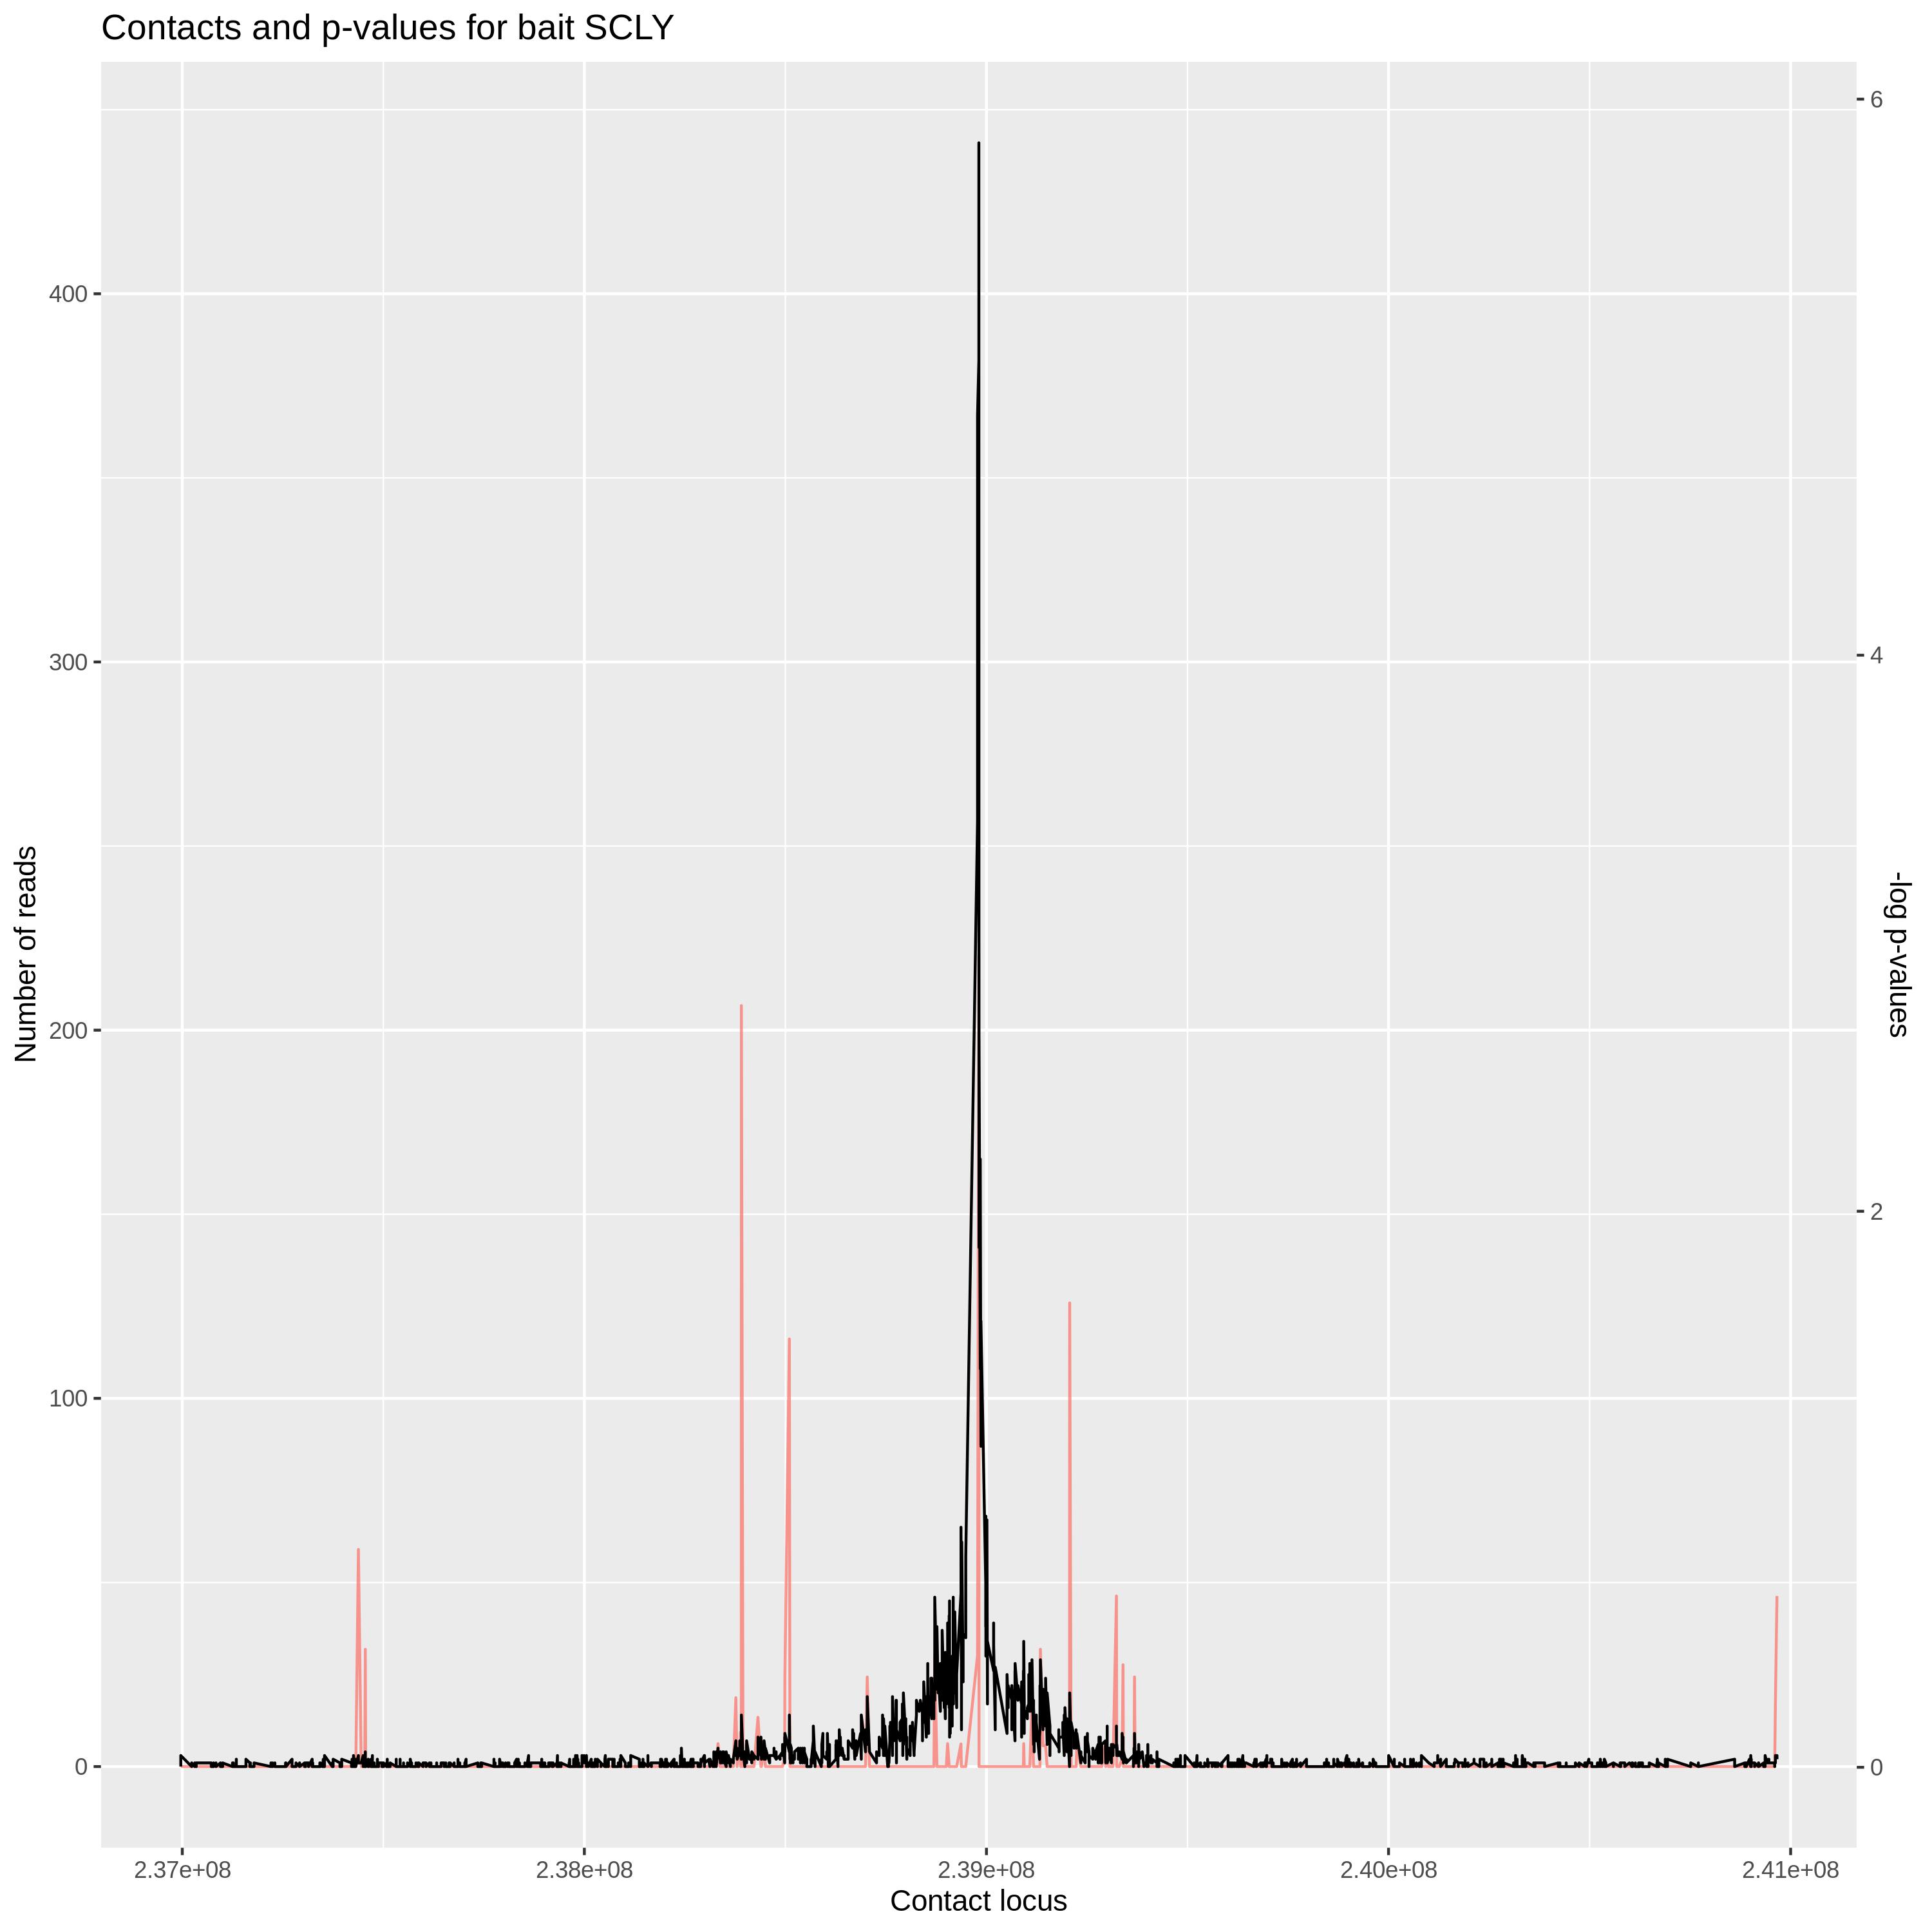 Contacts and p-values for bait SCLY
6
400
4
300
Number of reads
-log p-values
200
2
100
0
0
2.37e+08
2.38e+08
2.39e+08
2.40e+08
2.41e+08
Contact locus